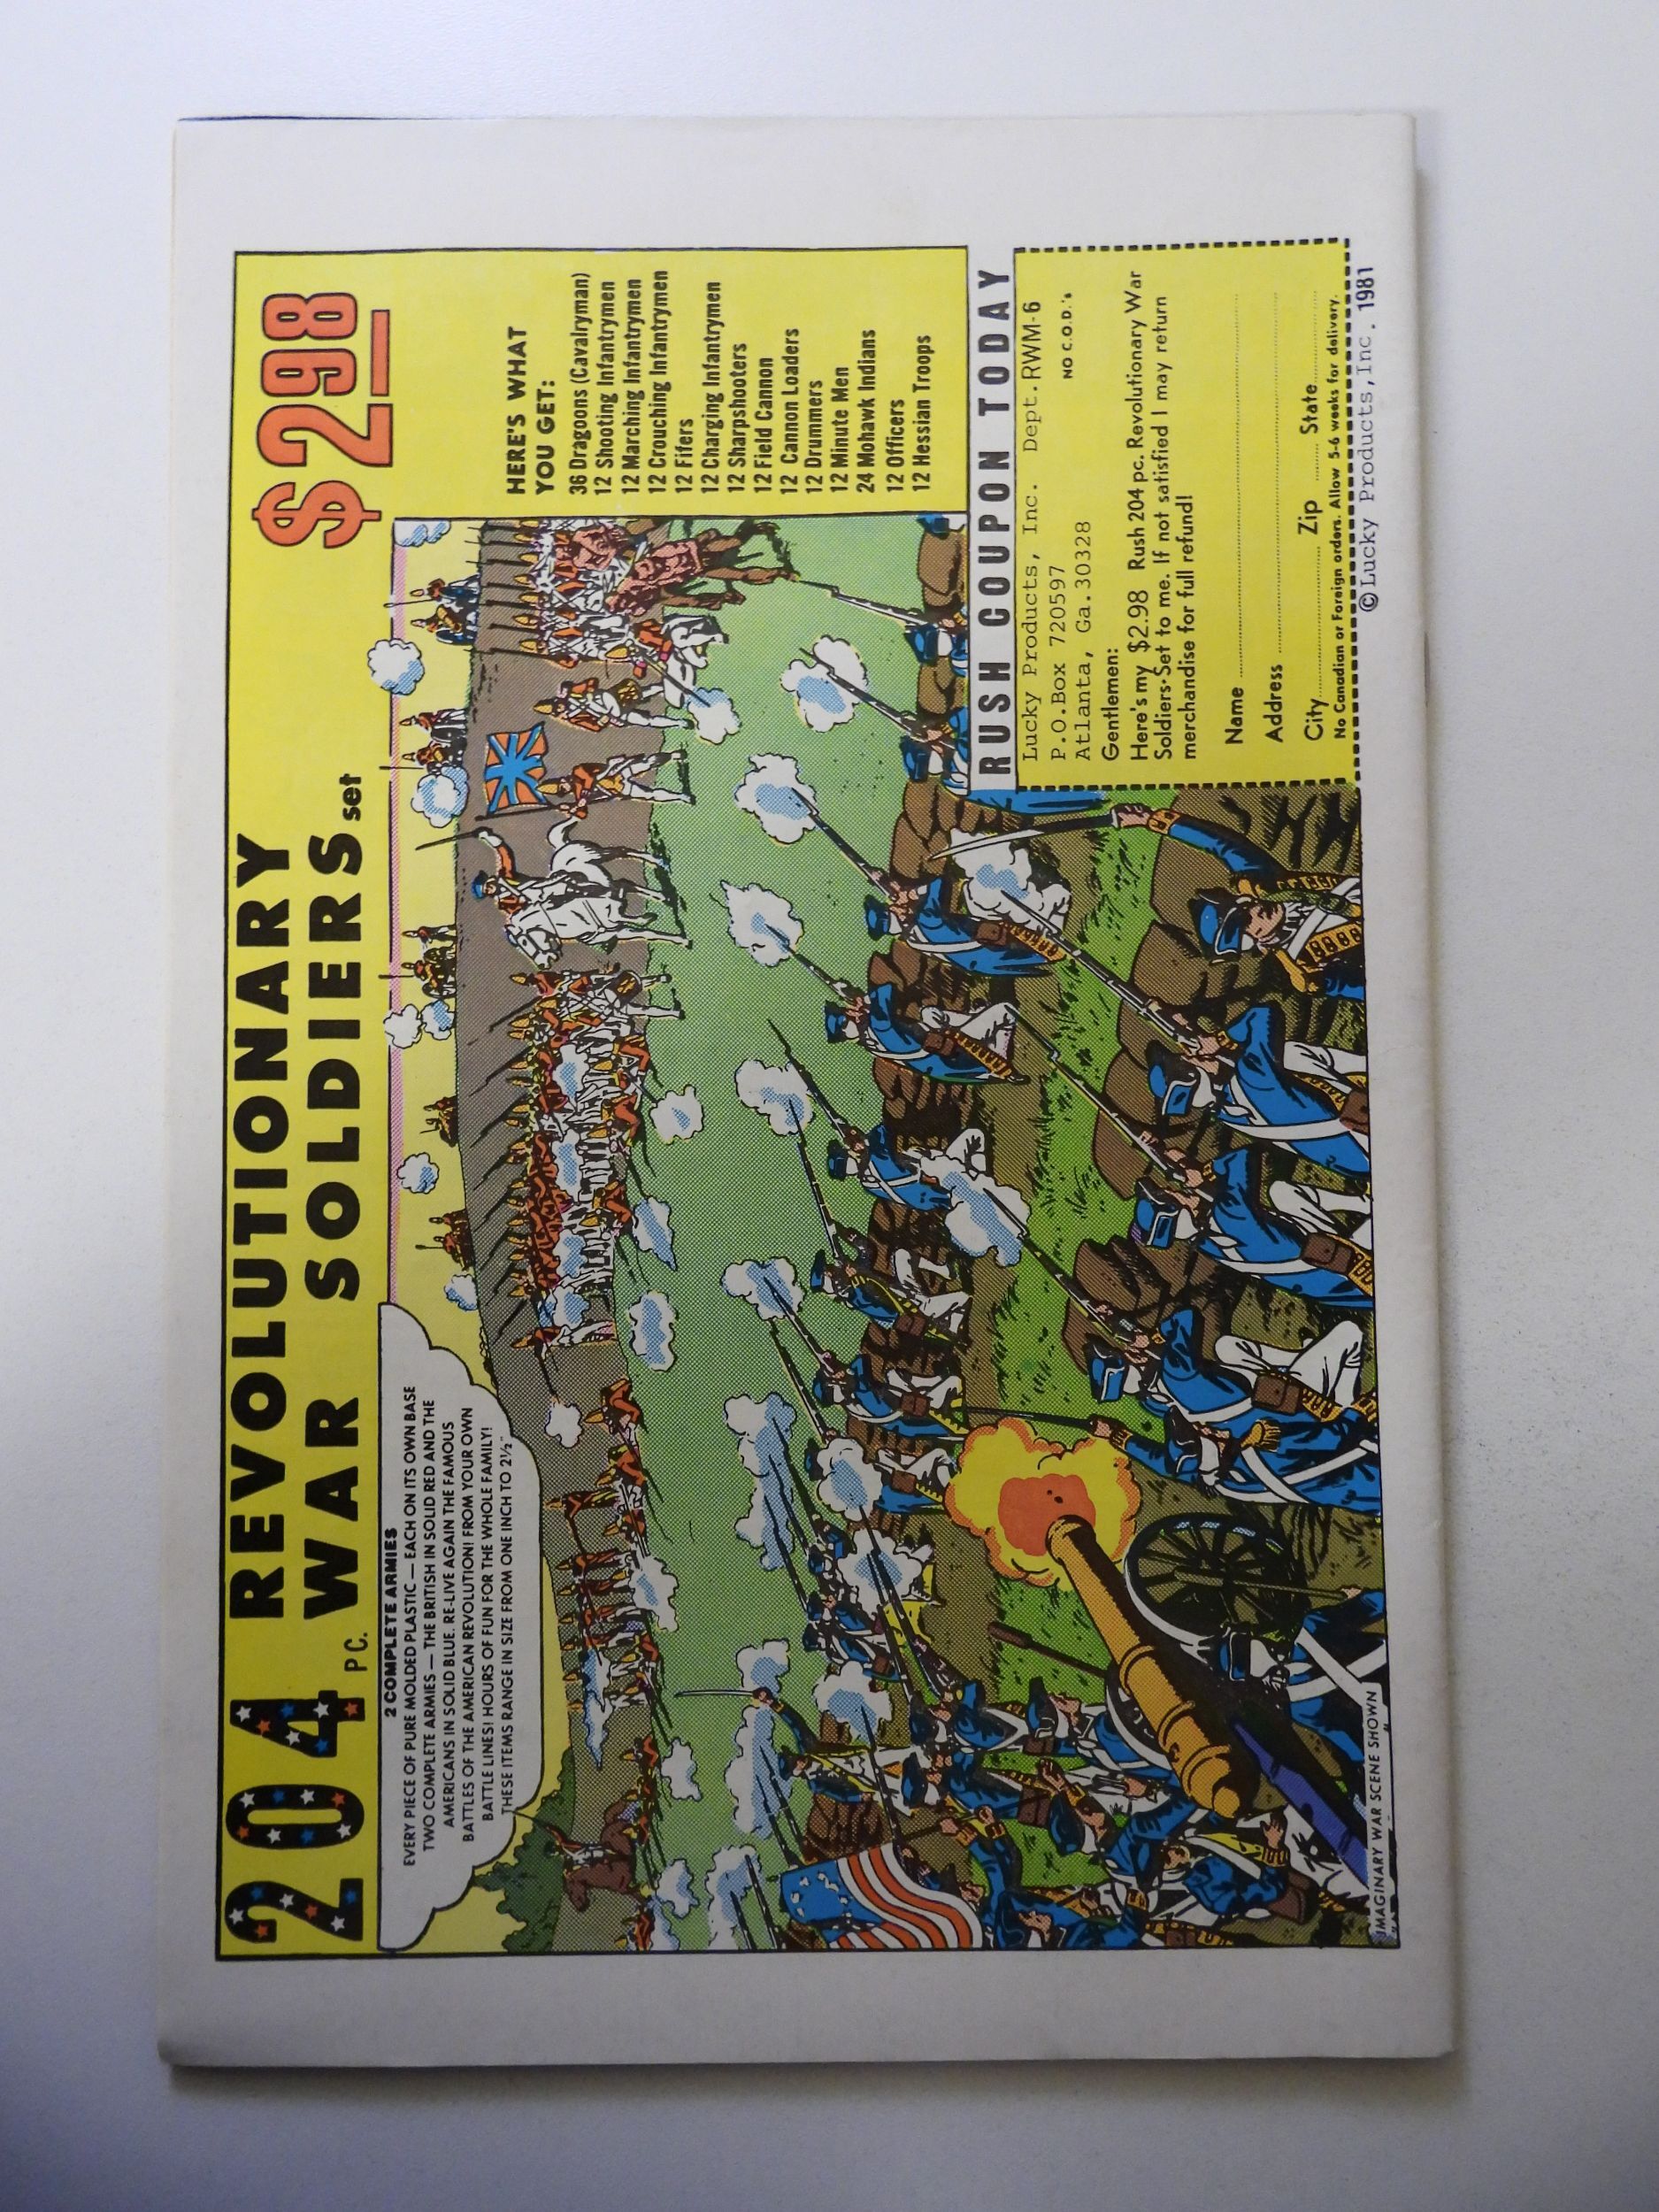 204 PC. REVOLUTIONARY
WAR SOLDIERS set
$2 98
2 COMPLETE ARMIES
EVERY PIECE OF PURE MOLDED PLASTIC — EACH ON ITS OWN BASE
TWO COMPLETE ARMIES — THE BRITISH IN SOLID RED AND THE
AMERICANS IN SOLID BLUE. RE-LIVE AGAIN THE FAMOUS
BATTLES OF THE AMERICAN REVOLUTION! FROM YOUR OWN
BATTLE LINES! HOURS OF FUN FOR THE WHOLE FAMILY!
THESE ITEMS RANGE IN SIZE FROM ONE INCH TO 2½"
HERE'S WHAT
YOU GET:
36 Dragoons (Cavalryman)
12 Shooting Infantrymen
12 Marching Infantrymen
12 Crouching Infantrymen
12 Fifers
12 Charging Infantrymen
12 Sharpshooters
12 Field Cannon
12 Cannon Loaders
12 Drummers
12 Minute Men
24 Mohawk Indians
12 Officers
12 Hessian Troops
RUSH COUPON TODAY
Lucky Products, Inc. Dept.RWM-6
P.O.Box 720597 NO C.O.D.'s
Atlanta, Ga.30328
Gentlemen:
Here's my $2.98 Rush 204 pc. Revolutionary War
Soldiers Set to me. If not satisfied I may return
merchandise for full refund!
Name
Address
City Zip State
No Canadian or Foreign orders. Allow 5-6 weeks for delivery.
IMAGINARY WAR SCENE SHOWN
©Lucky Products,Inc. 1981